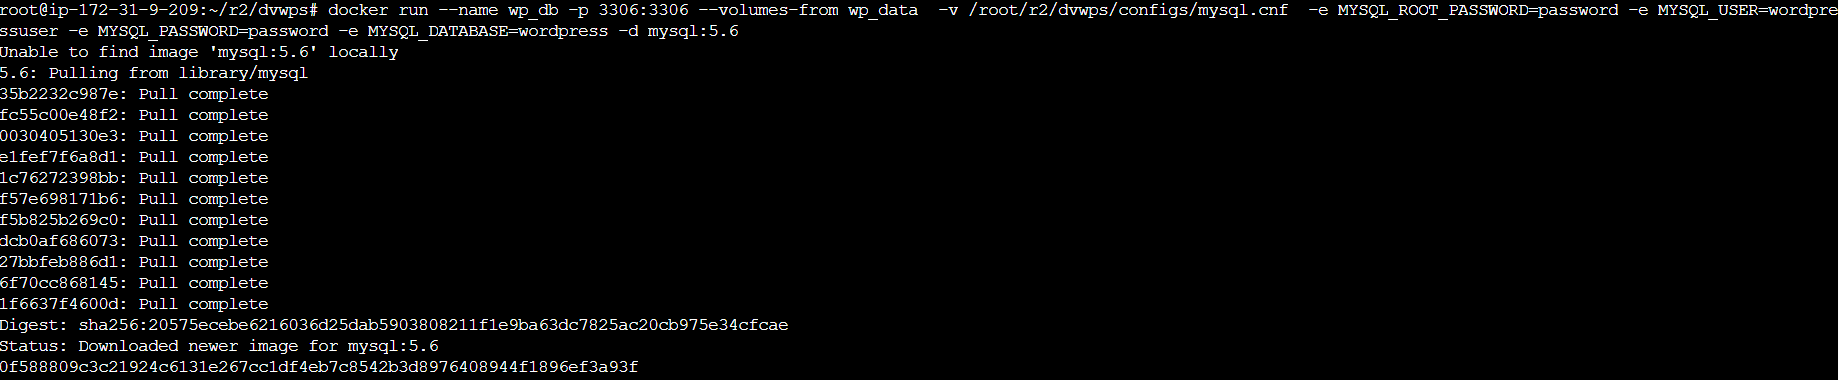 root@ip-172-31-9-209:~/r2/dvwps# docker run --name wp_db -p 3306:3306 --volumes-from wp_data  -v /root/r2/dvwps/configs/mysql.cnf  -e MYSQL_ROOT_PASSWORD=password -e MYSQL_USER=wordpre
ssuser -e MYSQL_PASSWORD=password -e MYSQL_DATABASE=wordpress -d mysql:5.6
Unable to find image 'mysql:5.6' locally
5.6: Pulling from library/mysql
35b2232c987e: Pull complete
fc55c00e48f2: Pull complete
0030405130e3: Pull complete
e1fef7f6a8d1: Pull complete
1c76272398bb: Pull complete
f57e698171b6: Pull complete
f5b825b269c0: Pull complete
dcb0af686073: Pull complete
27bbfeb886d1: Pull complete
6f70cc868145: Pull complete
1f6637f4600d: Pull complete
Digest: sha256:20575ecebe6216036d25dab5903808211f1e9ba63dc7825ac20cb975e34cfcae
Status: Downloaded newer image for mysql:5.6
0f588809c3c21924c6131e267cc1df4eb7c8542b3d8976408944f1896ef3a93f